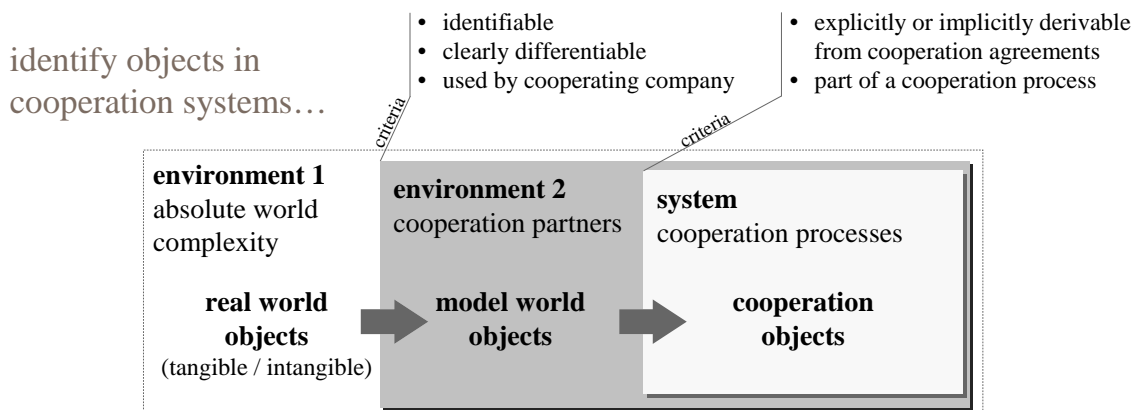 identify objects in
cooperation systems…
• identifiable
• clearly differentiable
• used by cooperating company
• explicitly or implicitly derivable
from cooperation agreements
• part of a cooperation process
criteria
criteria
environment 1
absolute world
complexity
environment 2
cooperation partners
system
cooperation processes
real world
objects
(tangible / intangible)
model world
objects
cooperation
objects